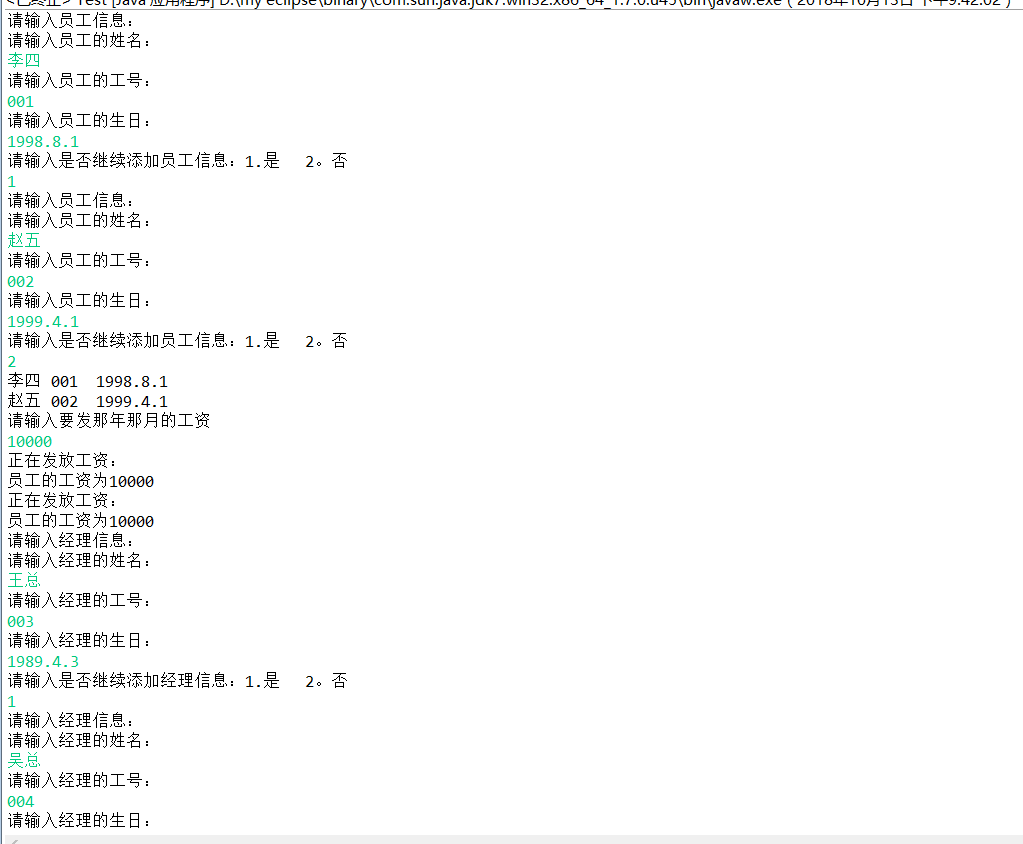 <已终止> Test [Java 应用程序] D:\my eclipse\binary\com.sun.java.jdk7.win32.x86_64_1.7.0.u45\bin\javaw.exe ( 2018年10月15日 下午9:42:02 )
请输入员工信息:
请输入员工的姓名:
李四
请输入员工的工号:
001
请输入员工的生日:
1998.8.1
请输入是否继续添加员工信息: 1.是 2。否
1
请输入员工信息:
请输入员工的姓名:
赵五
请输入员工的工号:
002
请输入员工的生日:
1999.4.1
请输入是否继续添加员工信息: 1.是 2。否
2
李四 001 1998.8.1
赵五 002 1999.4.1
请输入要发那年那月的工资
10000
正在发放工资:
员工的工资为10000
正在发放工资:
员工的工资为10000
请输入经理信息:
请输入经理的姓名:
王总
请输入经理的工号:
003
请输入经理的生日:
1989.4.3
请输入是否继续添加经理信息: 1.是 2。否
1
请输入经理信息:
请输入经理的姓名:
吴总
请输入经理的工号:
004
请输入经理的生日: